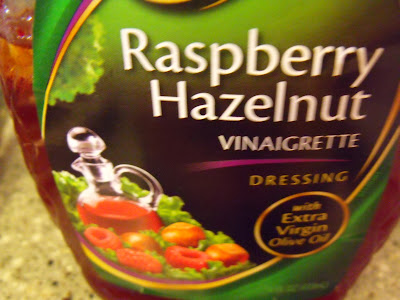 Raspberry
Hazelnut
VINAIGRETTE
DRESSING
with
Extra
Virgin
Olive Oil